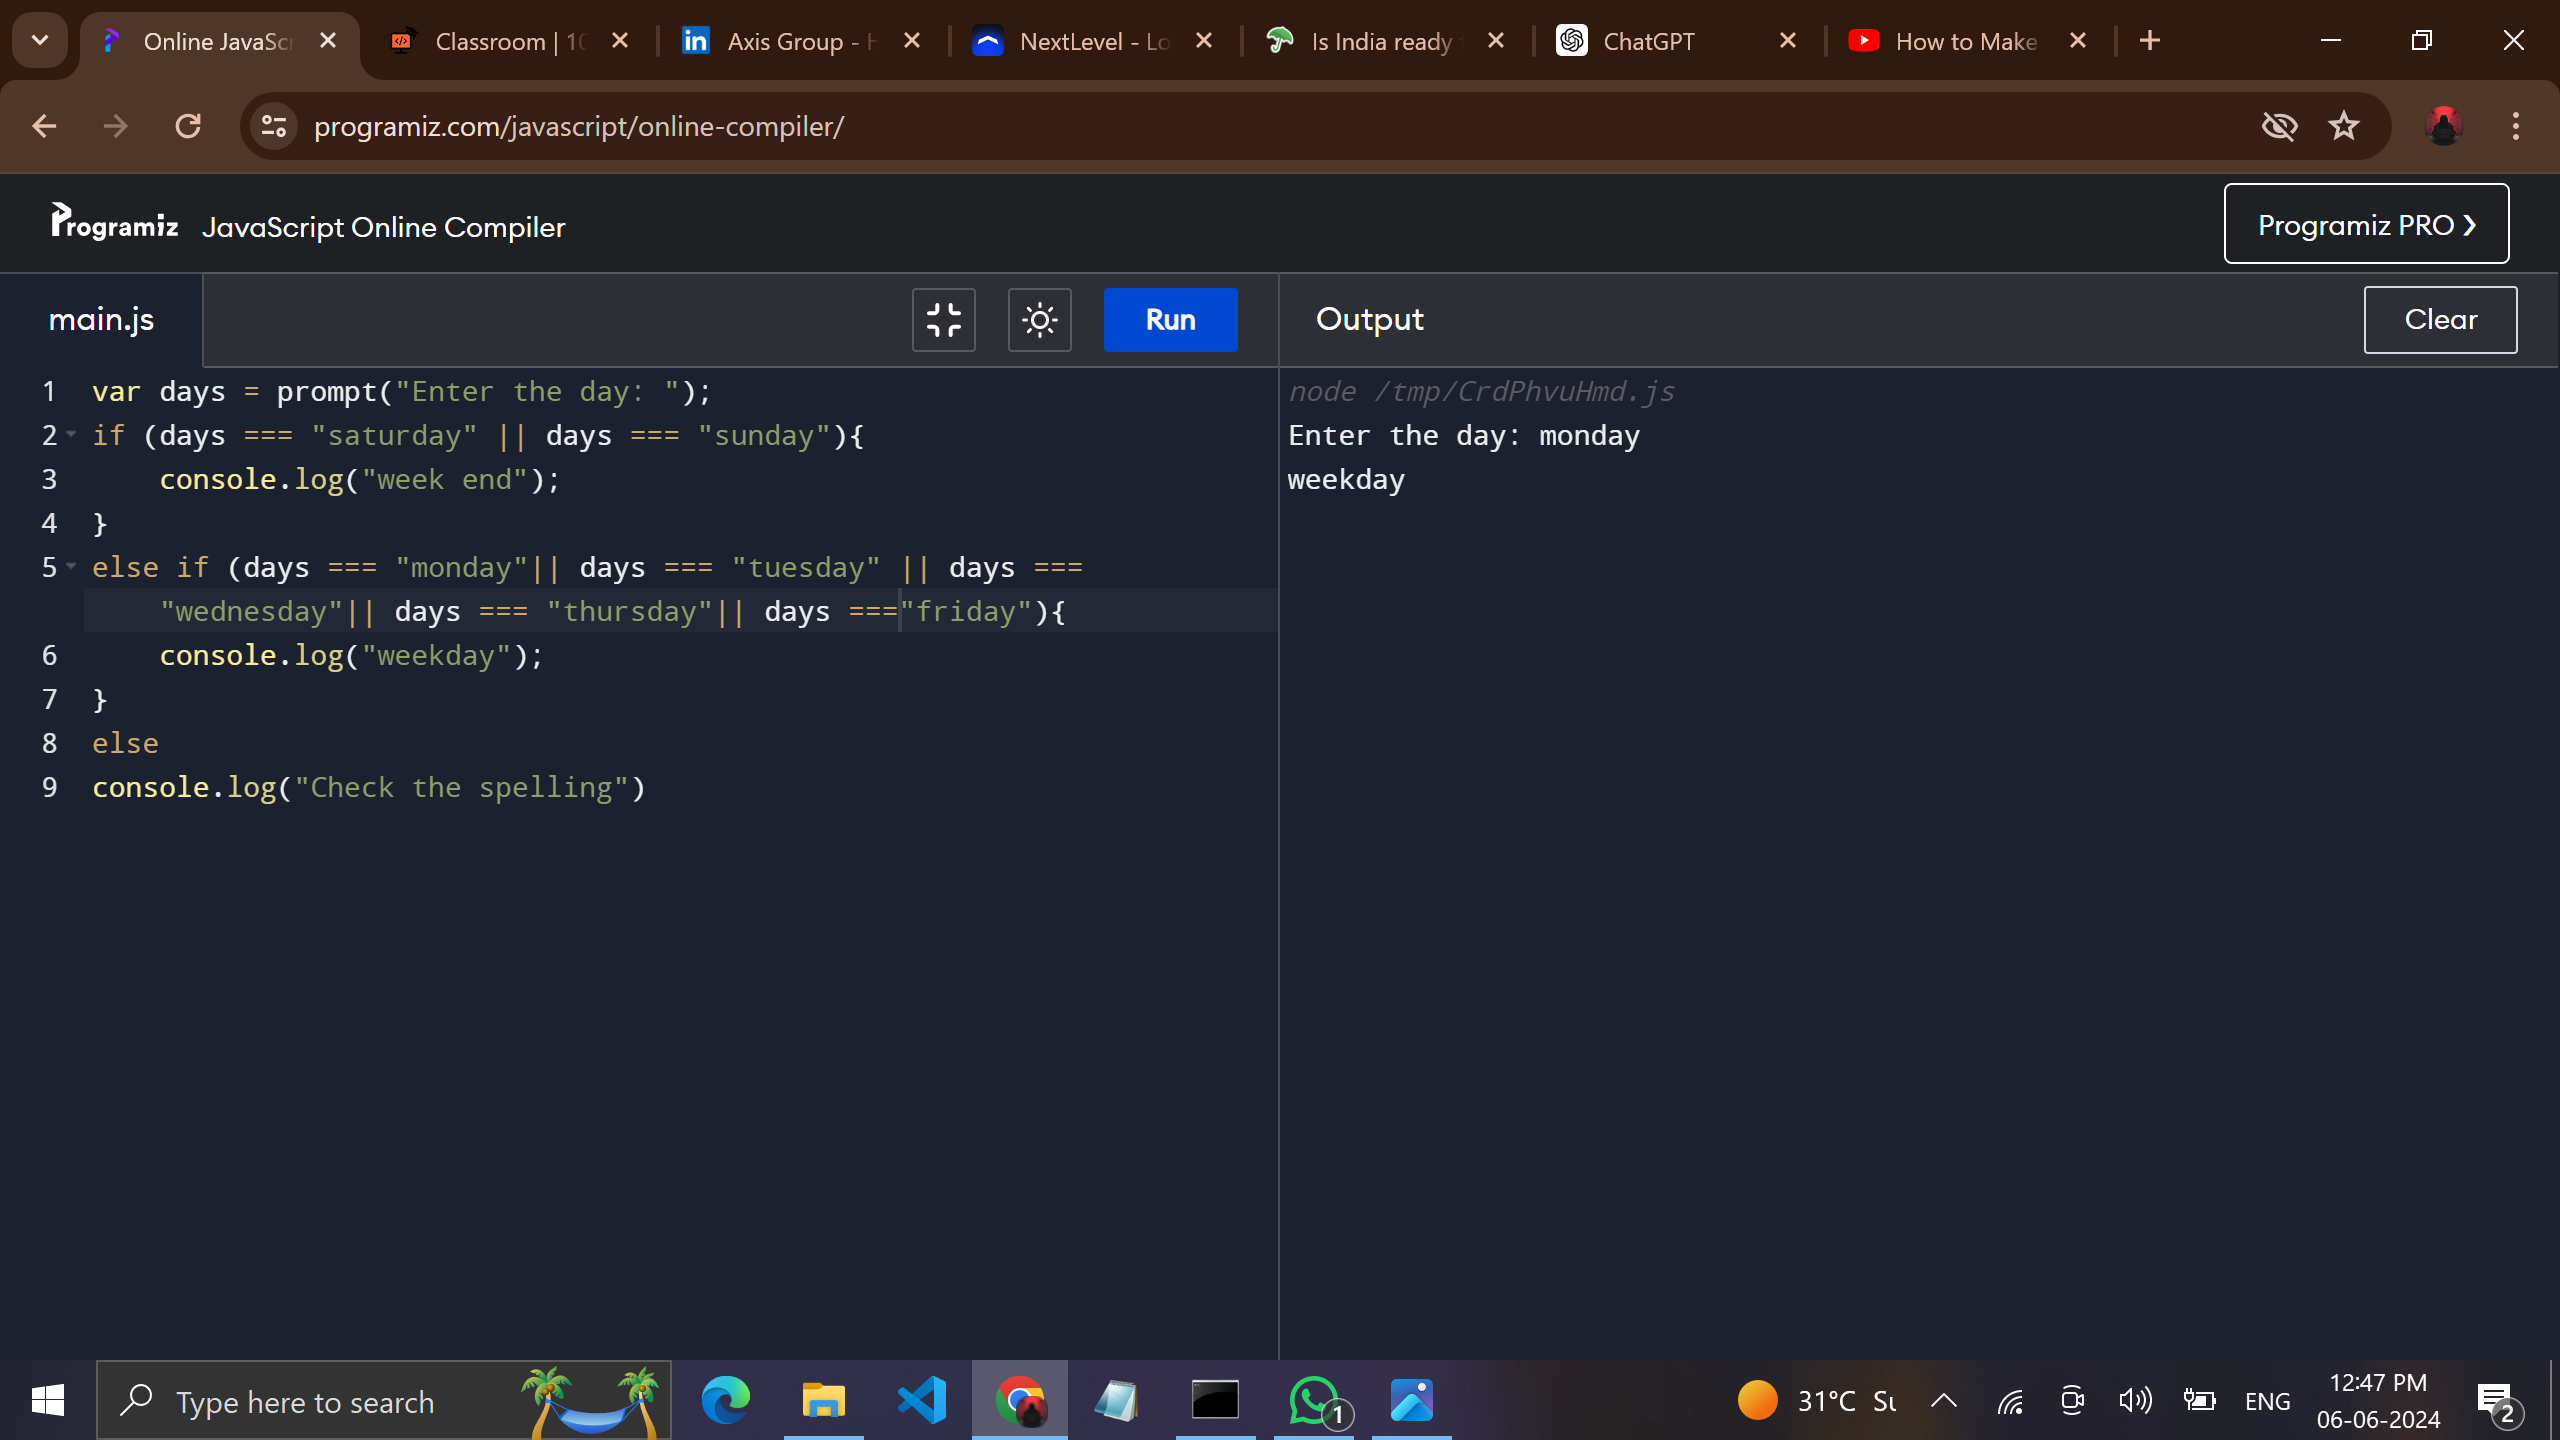 Online JavaScr
Classroom | 10
Axis Group - H
NextLevel - Lo
Is India ready
ChatGPT
How to Make
programiz.com/javascript/online-compiler/
Programiz JavaScript Online Compiler
Programiz PRO ❯
main.js
Run
Output
Clear
1 var days = prompt("Enter the day: ");
2 if (days === "saturday" || days === "sunday"){
3 console.log("week end");
4 }
5 else if (days === "monday"|| days === "tuesday" || days ===
"wednesday"|| days === "thursday"|| days ==="friday"){
6 console.log("weekday");
7 }
8 else
9 console.log("Check the spelling")
node /tmp/CrdPhvuHmd.js
Enter the day: monday
weekday
Type here to search
1
31°C Su
ENG
12:47 PM
06-06-2024
2